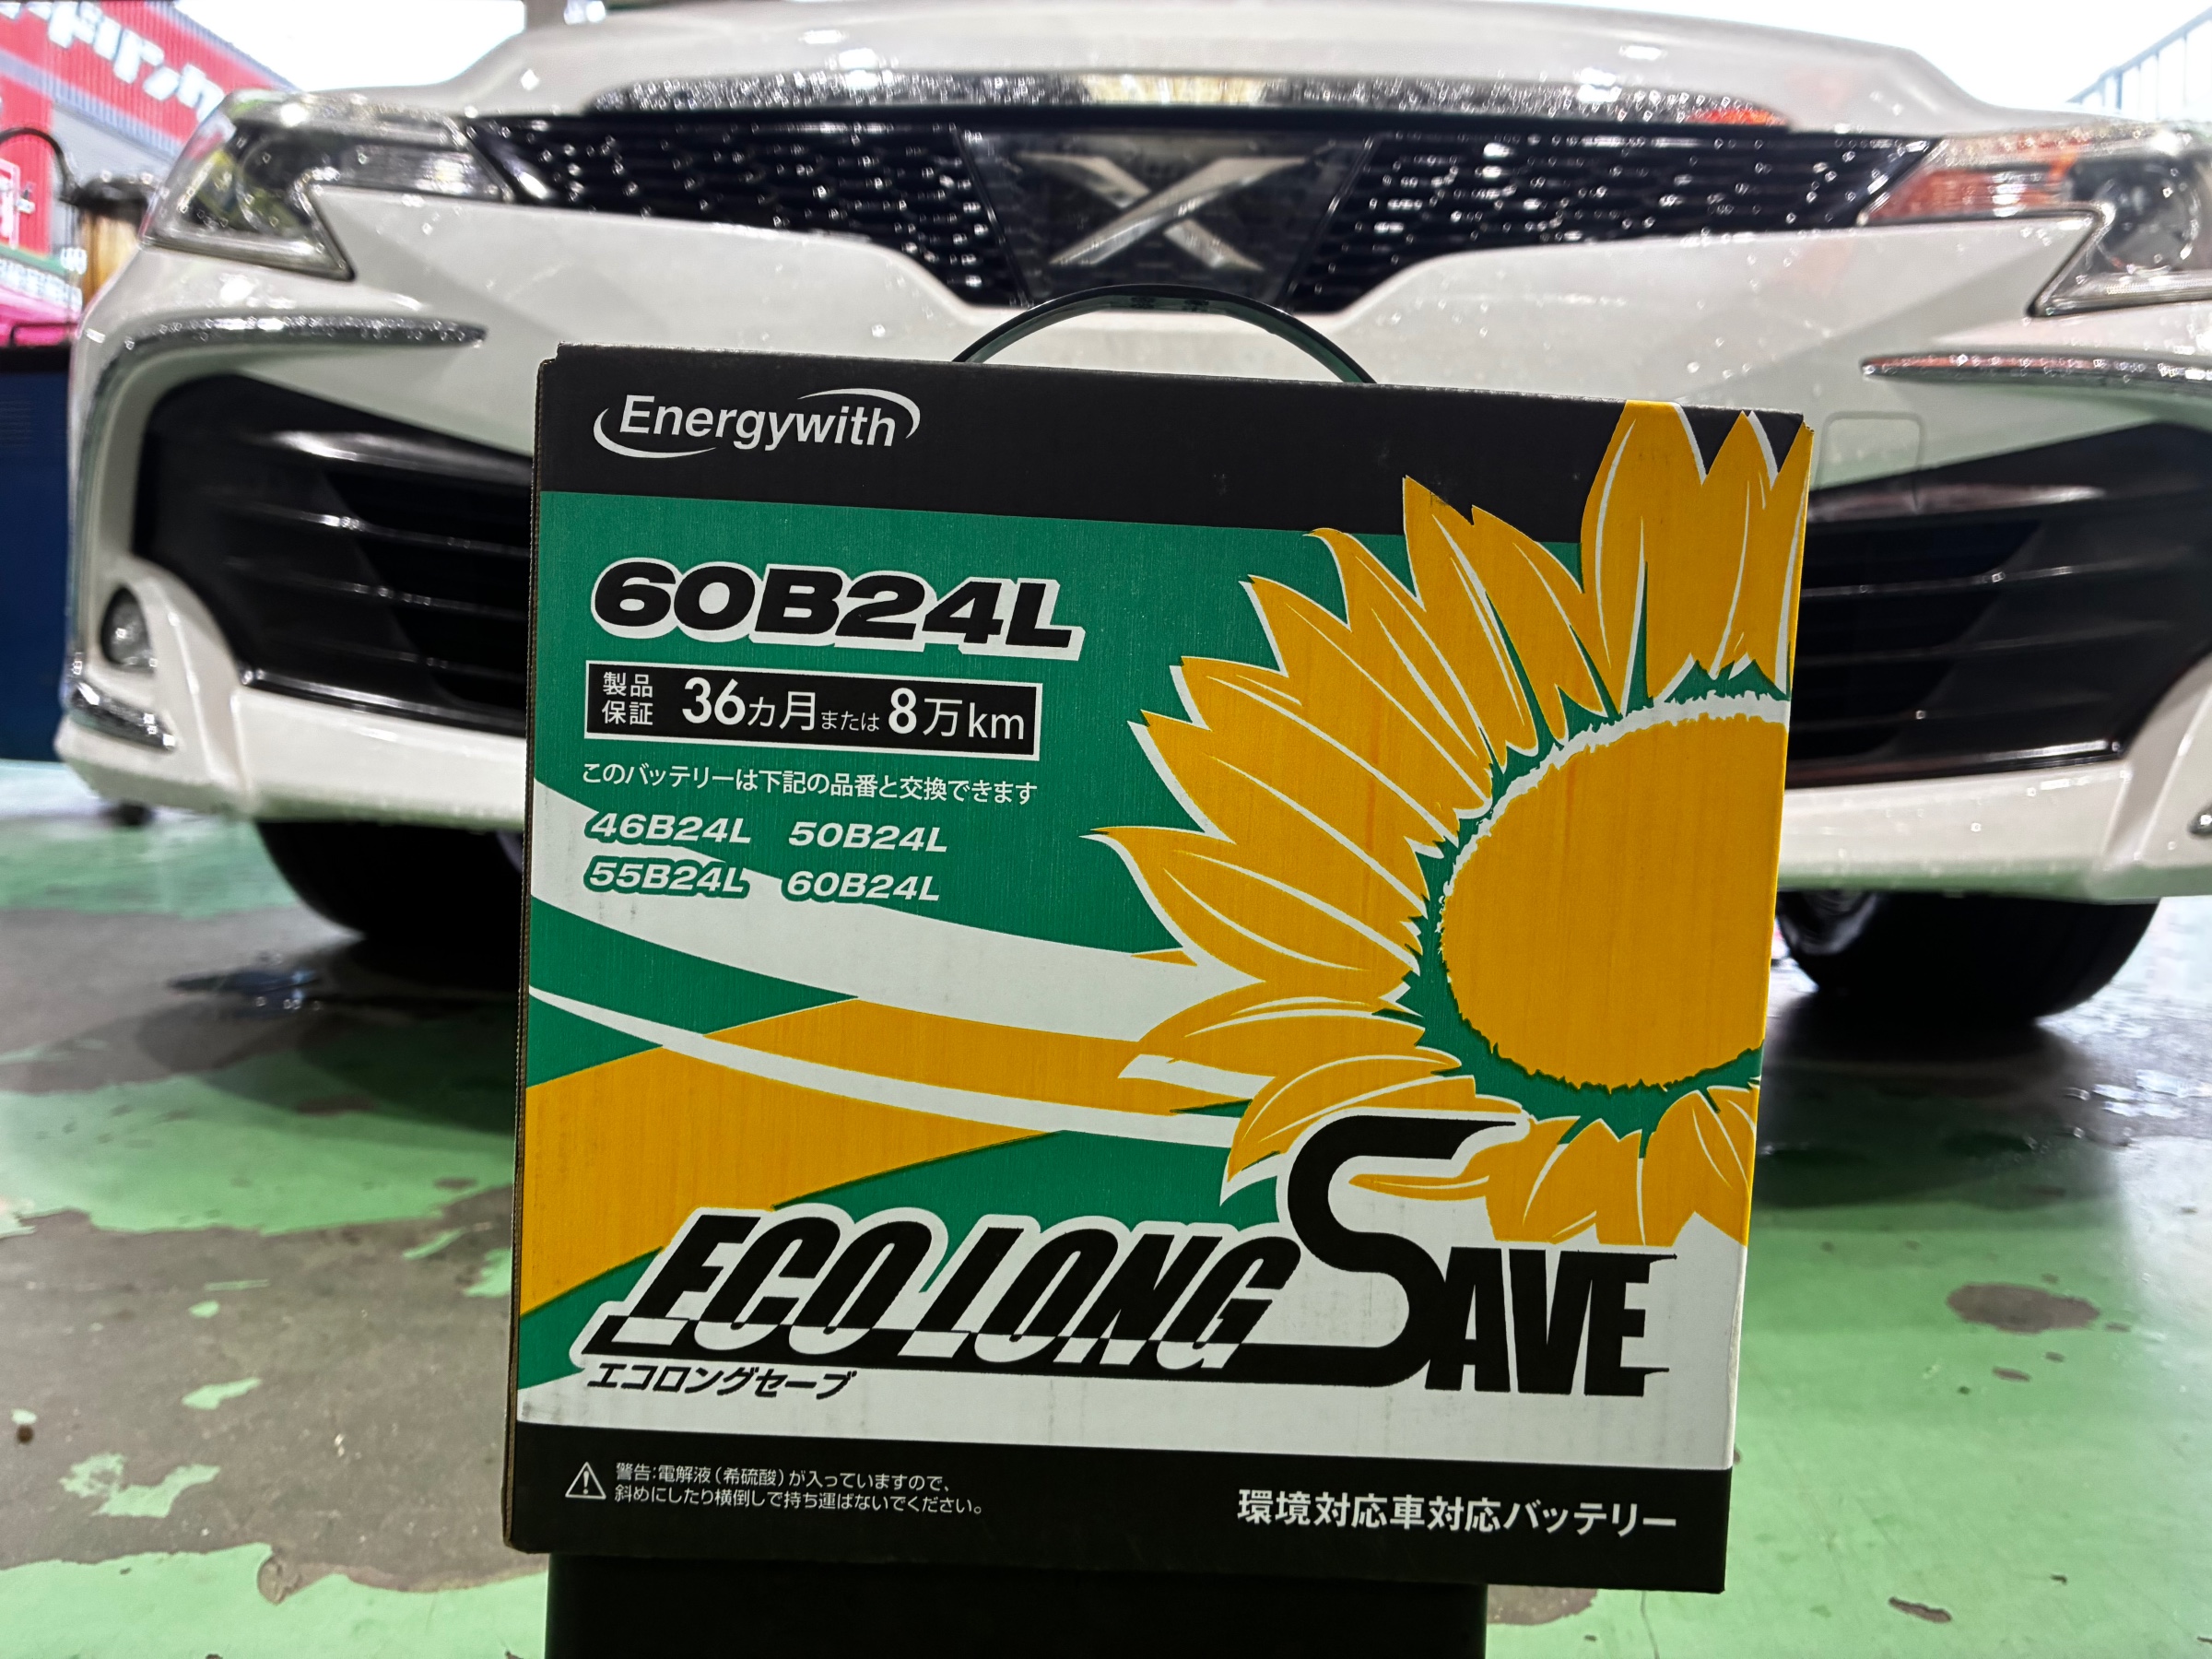 Energywith
60B24L
製品保証 36カ月または8万km
このバッテリーは下記の品番と交換できます
46B24L 50B24L
55B24L 60B24L
ECO LONG SAVE
エコロングセーブ
警告:電解液(希硫酸)が入っていますので、
斜めにしたり横倒しで持ち運ばないでください。
環境対応車対応バッテリー